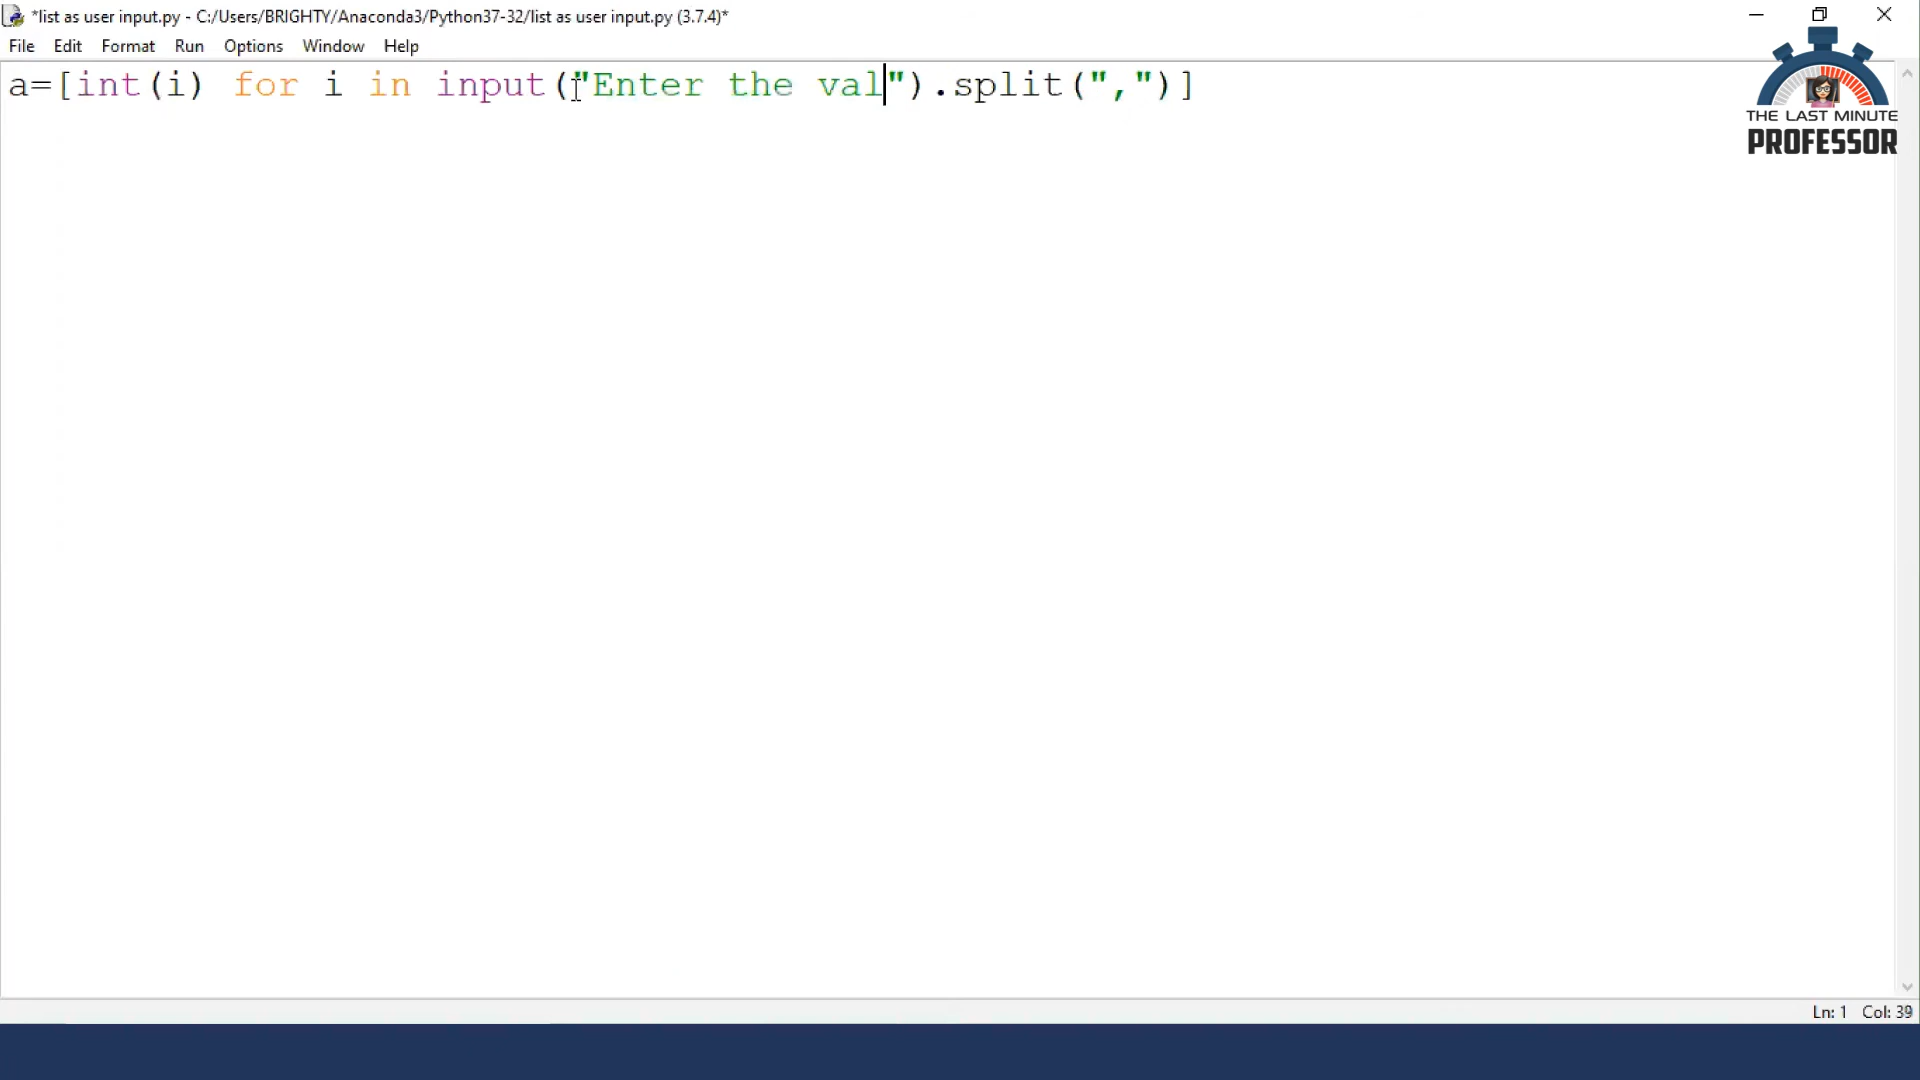 *list as user input.py - C:/Users/BRIGHTY/Anaconda3/Python37-32/list as user input.py (3.7.4)*
File Edit Format Run Options Window Help
a=[int(i) for i in input("Enter the val").split(",")]
THE LAST MINUTE
PROFESSOR
Ln: 1 Col: 39